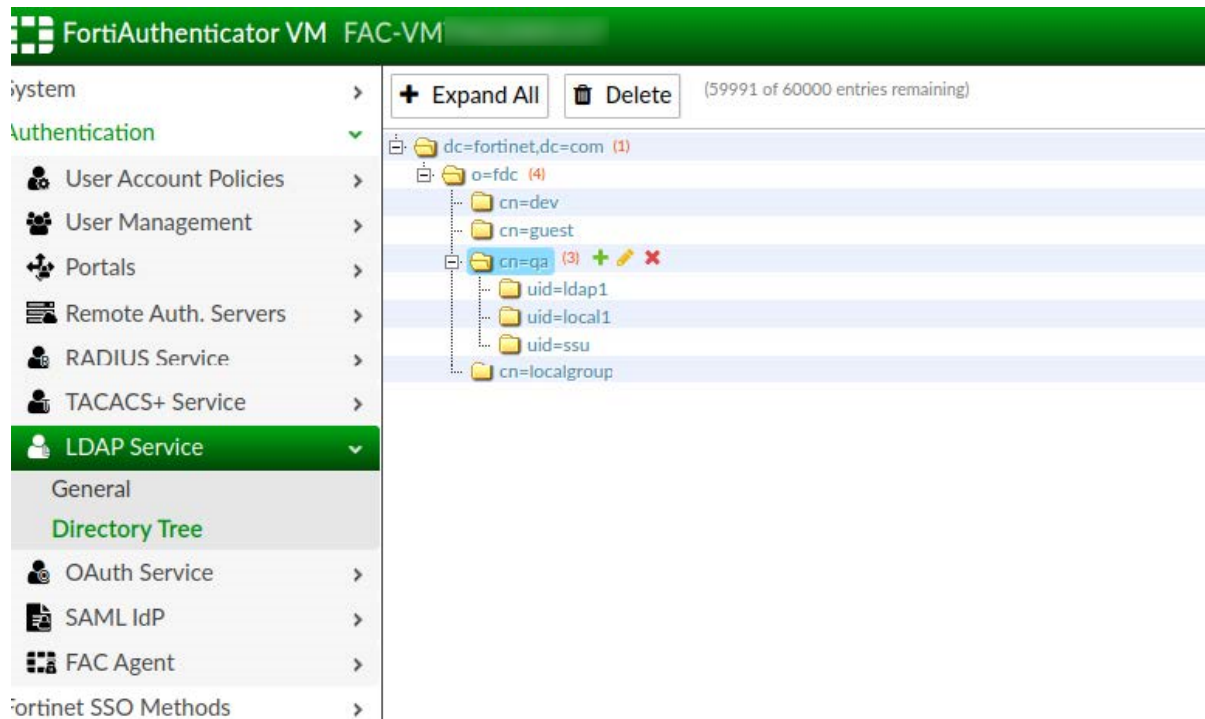 FortiAuthenticator VM FAC-VM
System
Authentication
User Account Policies
User Management
Portals
Remote Auth. Servers
RADIUS Service
TACACS+ Service
LDAP Service
General
Directory Tree
OAuth Service
SAML IdP
FAC Agent
Fortinet SSO Methods
Expand All Delete (59991 of 60000 entries remaining)
dc=fortinet,dc=com (1)
o=fdc (4)
cn=dev
cn=guest
cn=qa (3)
uid=ldap1
uid=local1
uid=ssu
cn=localgroup